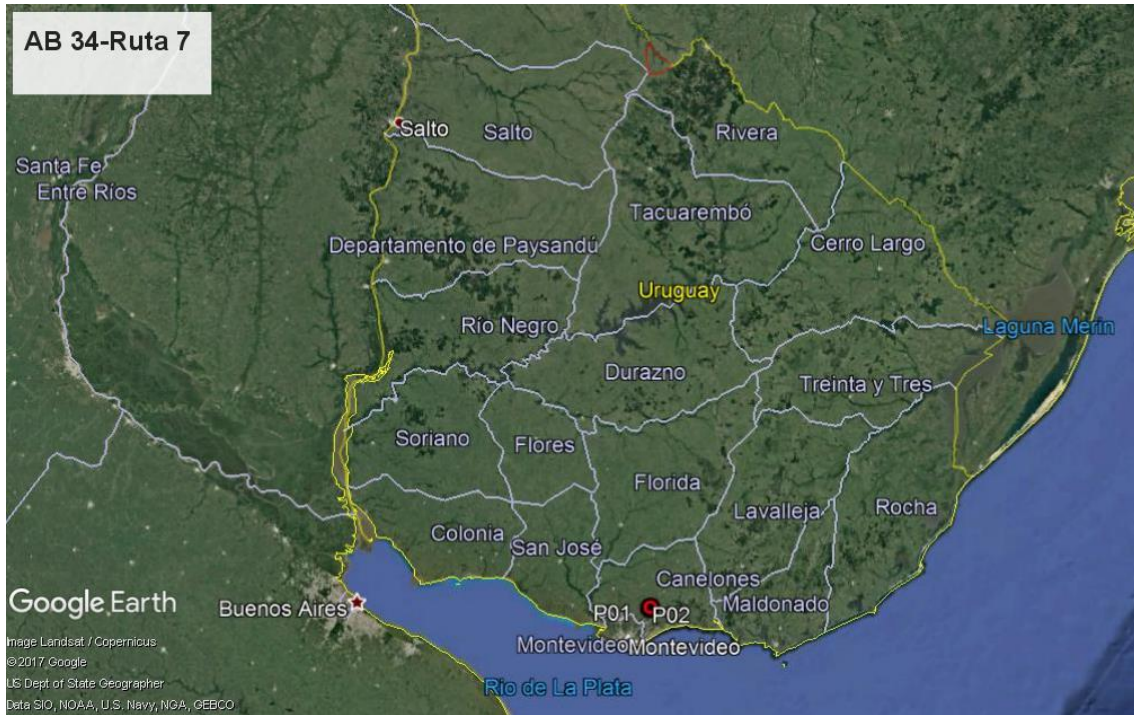 AB 34-Ruta 7
Salto
Salto
Rivera
Santa Fe
Entre Ríos
Tacuarembó
Departamento de Paysandú
Cerro Largo
Uruguay
Río Negro
Laguna Merin
Durazno
Treinta y Tres
Soriano
Flores
Florida
Lavalleja
Rocha
Colonia
San José
Canelones
Google Earth
Buenos Aires
P01
P02
Maldonado
Montevideo
Montevideo
Rio de La Plata
Image Landsat / Copernicus
©2017 Google
US Dept of State Geographer
Data SIO, NOAA, U.S. Navy, NGA, GEBCO